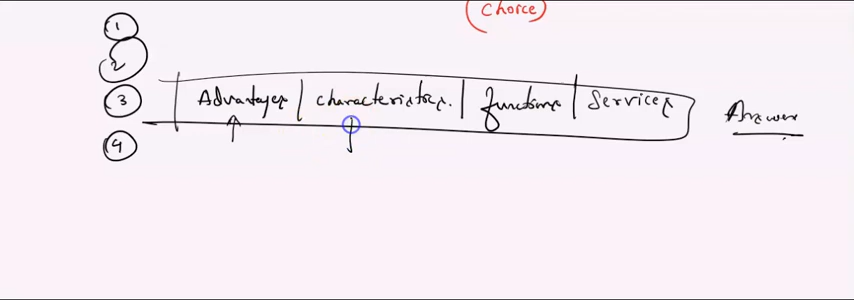 (Choice)
①
②
③ | Advantages | characteristics. | functions | Services Answer
④